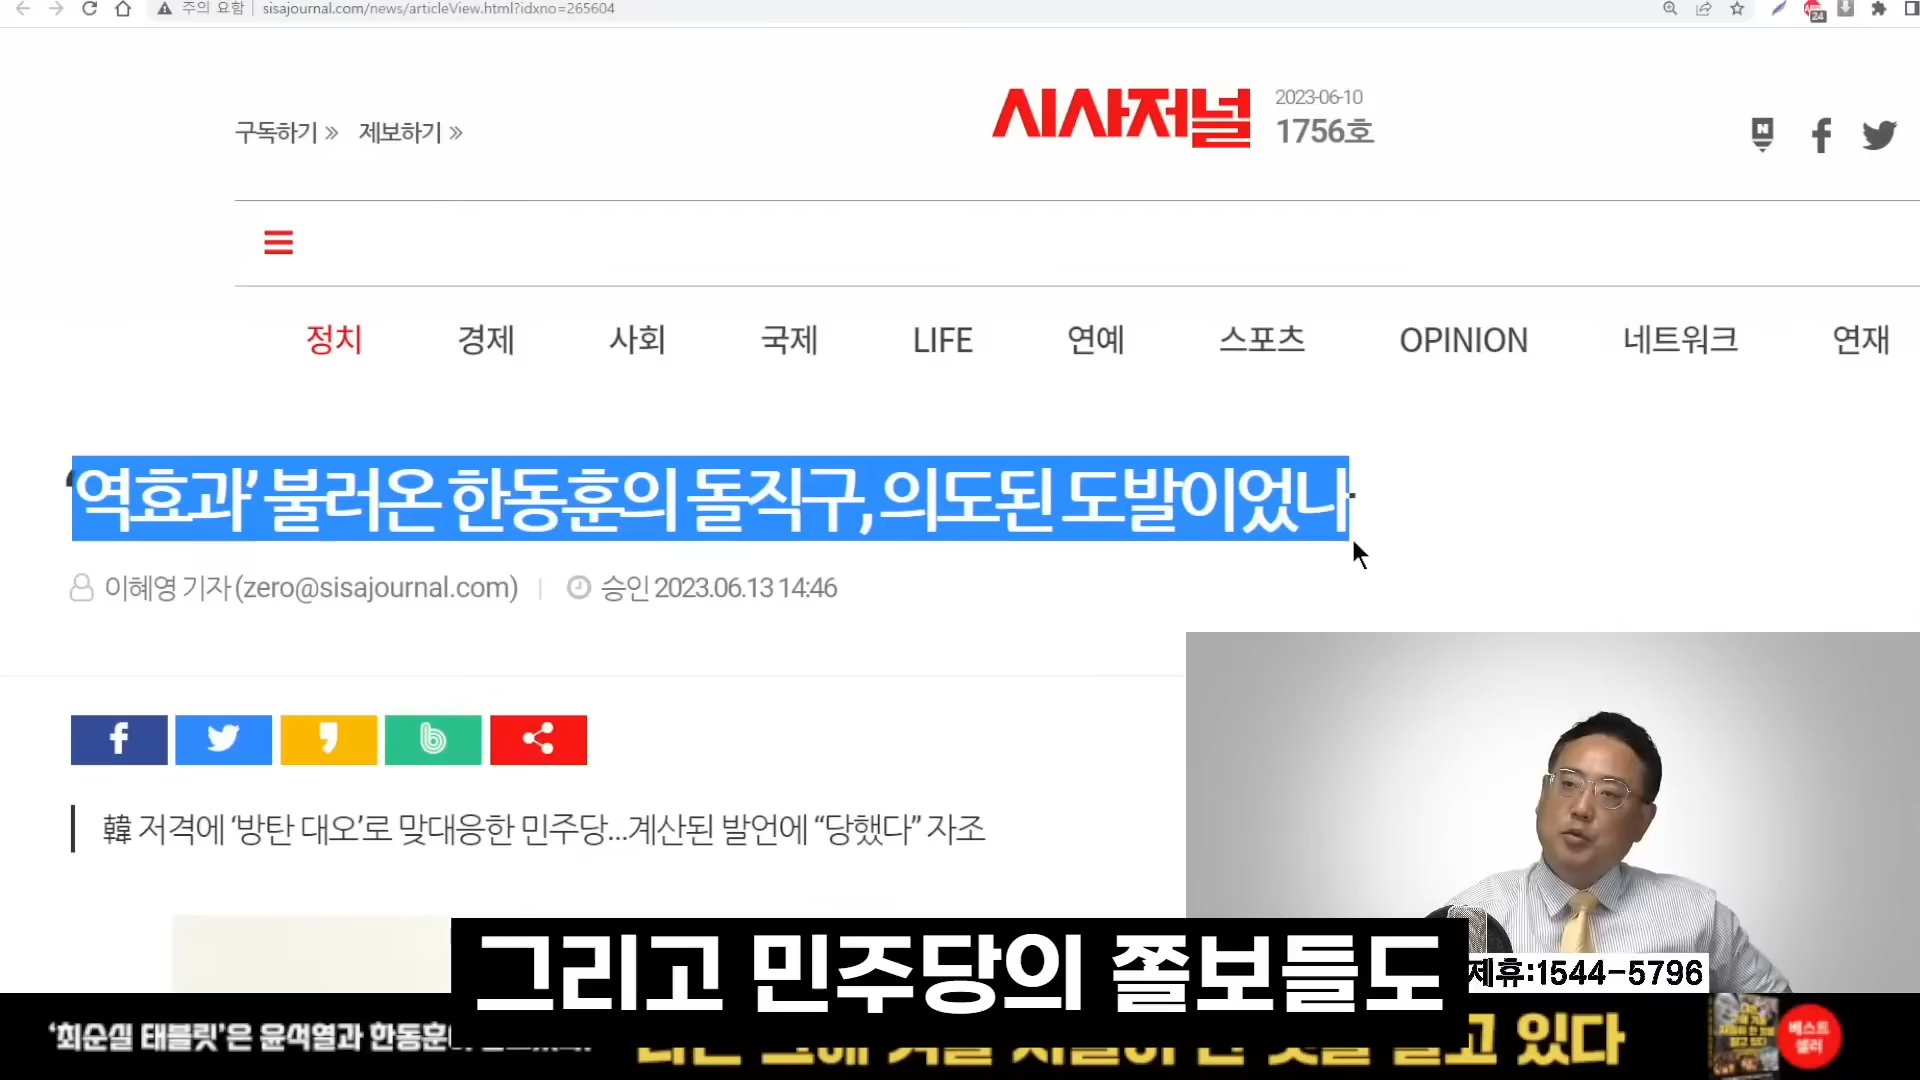 주의 요함 | sisajournal.com/news/articleView.html?idxno=265604
24
구독하기 » 제보하기 »
시사저널
2023-06-10
1756호
N
정치 경제 사회 국제 LIFE 연예 스포츠 OPINION 네트워크 연재
‘역효과’ 불러온 한동훈의 돌직구, 의도된 도발이었나
이혜영 기자 (zero@sisajournal.com) | 승인 2023.06.13 14:46
韓 저격에 ‘방탄 대오’로 맞대응한 민주당…계산된 발언에 “당했다” 자조
그리고 민주당의 쫄보들도
제휴:1544-5796
‘최순실 태블릿’은 윤석열과 한동훈
있다
베스트
셀러